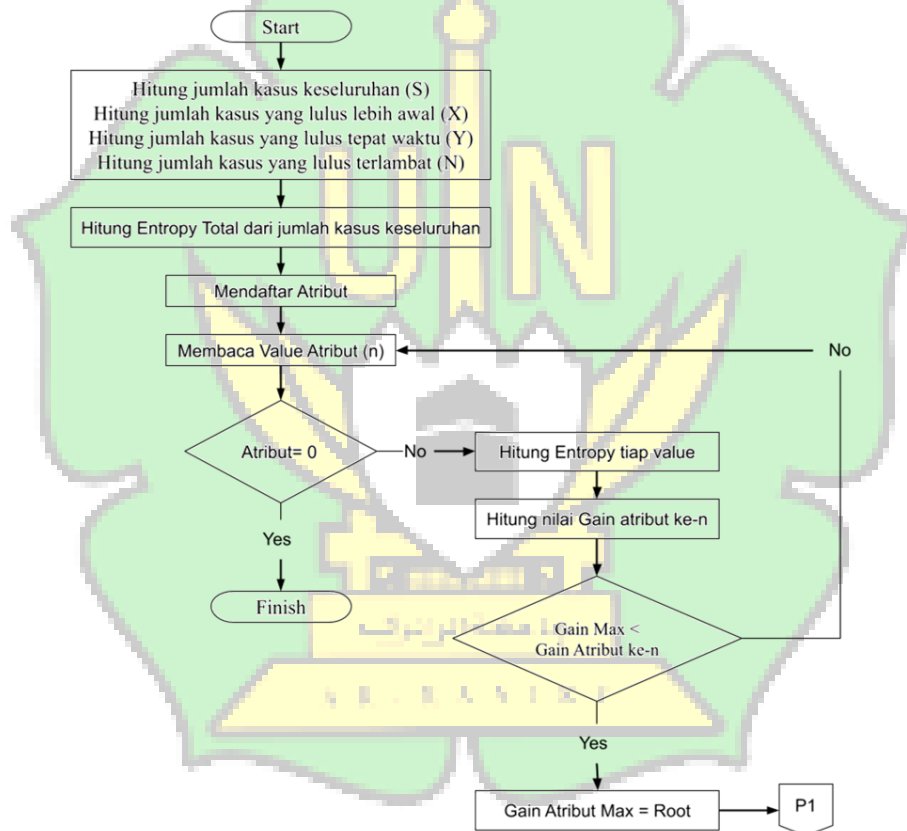 Start
Hitung jumlah kasus keseluruhan (S)
Hitung jumlah kasus yang lulus lebih awal (X)
Hitung jumlah kasus yang lulus tepat waktu (Y)
Hitung jumlah kasus yang lulus terlambat (N)
Hitung Entropy Total dari jumlah kasus keseluruhan
UIN
Mendaftar Atribut
Membaca Value Atribut (n)
No
Atribut= 0
No
Hitung Entropy tiap value
Hitung nilai Gain atribut ke-n
Yes
Finish
Gain Max <
Gain Atribut ke-n
Yes
Gain Atribut Max = Root
P1